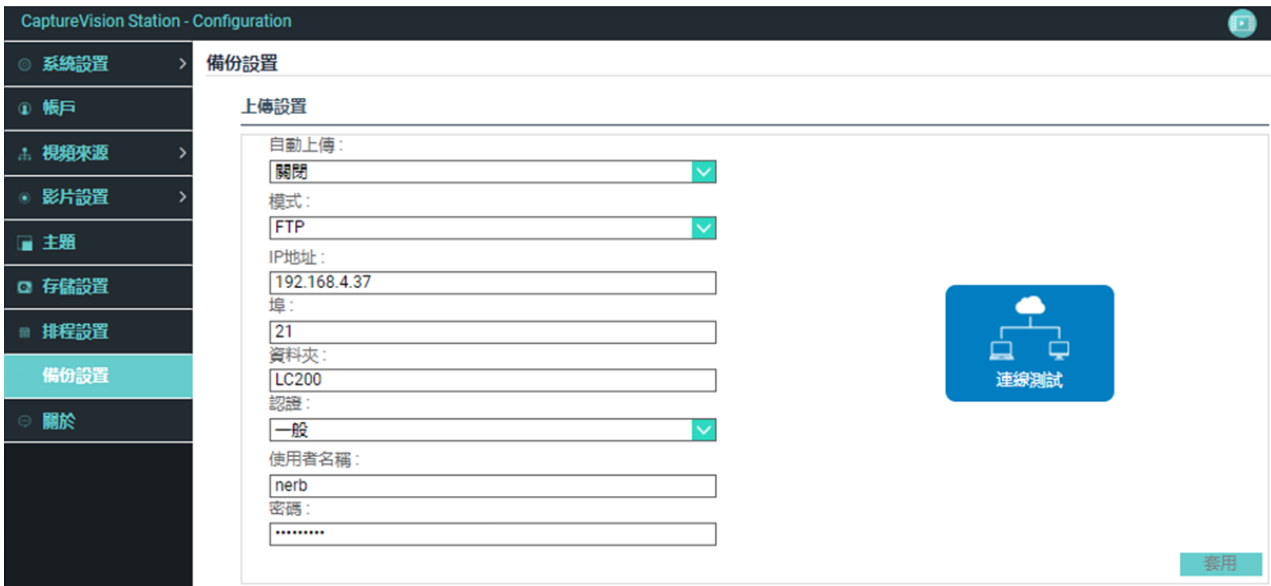 CaptureVision Station - Configuration
系統設置
帳戶
視頻來源
影片設置
主題
存儲設置
排程設置
備份設置
關於
備份設置
上傳設置
自動上傳 :
關閉
模式 :
FTP
IP地址 :
192.168.4.37
埠 :
21
資料夾 :
LC200
認證 :
一般
使用者名稱 :
nerb
密碼 :
•••••••••
連線測試
套用